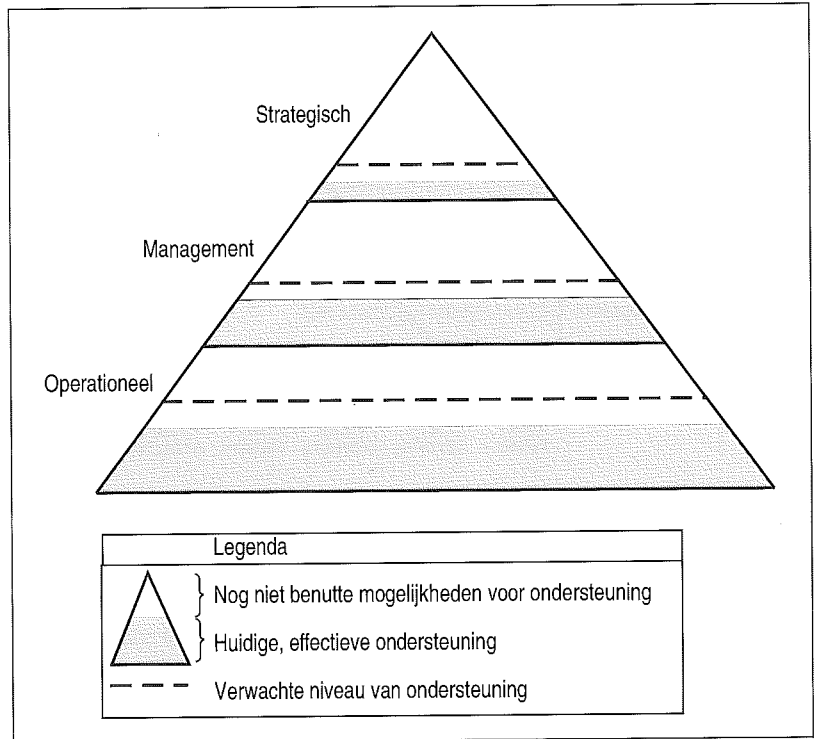 Strategisch
Management
Operationeel
Legenda
Nog niet benutte mogelijkheden voor ondersteuning
Huidige, effectieve ondersteuning
Verwachte niveau van ondersteuning